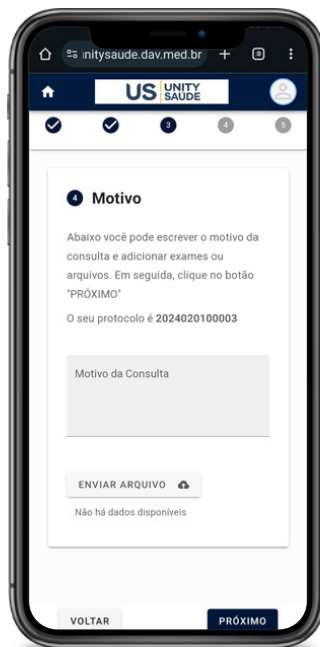 nitysaude.dav.med.br
US UNITY SAÚDE
3 4 5
4 Motivo
Abaixo você pode escrever o motivo da
consulta e adicionar exames ou
arquivos. Em seguida, clique no botão
"PRÓXIMO"
O seu protocolo é 2024020100003
Motivo da Consulta
ENVIAR ARQUIVO
Não há dados disponíveis
VOLTAR PRÓXIMO